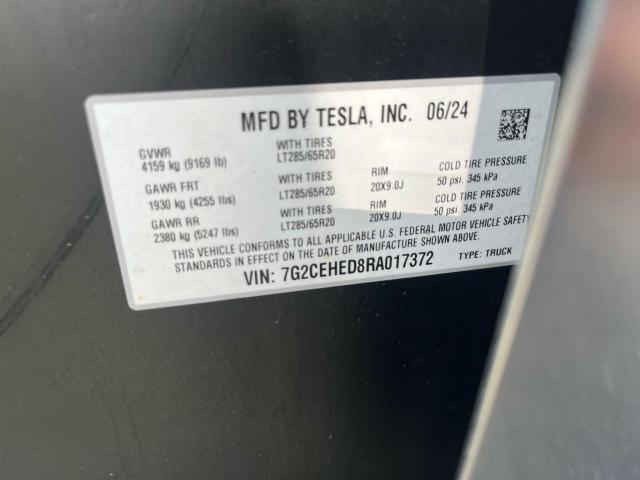 MFD BY TESLA, INC. 06/24
GVWR
4159 kg (9169 lb)
WITH TIRES
LT285/65R20
GAWR FRT
1930 kg (4255 lbs)
WITH TIRES
LT285/65R20
RIM
20X9.0J
COLD TIRE PRESSURE
50 psi, 345 kPa
GAWR RR
2380 kg (5247 lbs)
WITH TIRES
LT285/65R20
RIM
20X9.0J
COLD TIRE PRESSURE
50 psi, 345 kPa
THIS VEHICLE CONFORMS TO ALL APPLICABLE U.S. FEDERAL MOTOR VEHICLE SAFETY
STANDARDS IN EFFECT ON THE DATE OF MANUFACTURE SHOWN ABOVE.
VIN: 7G2CEHED8RA017372
TYPE: TRUCK